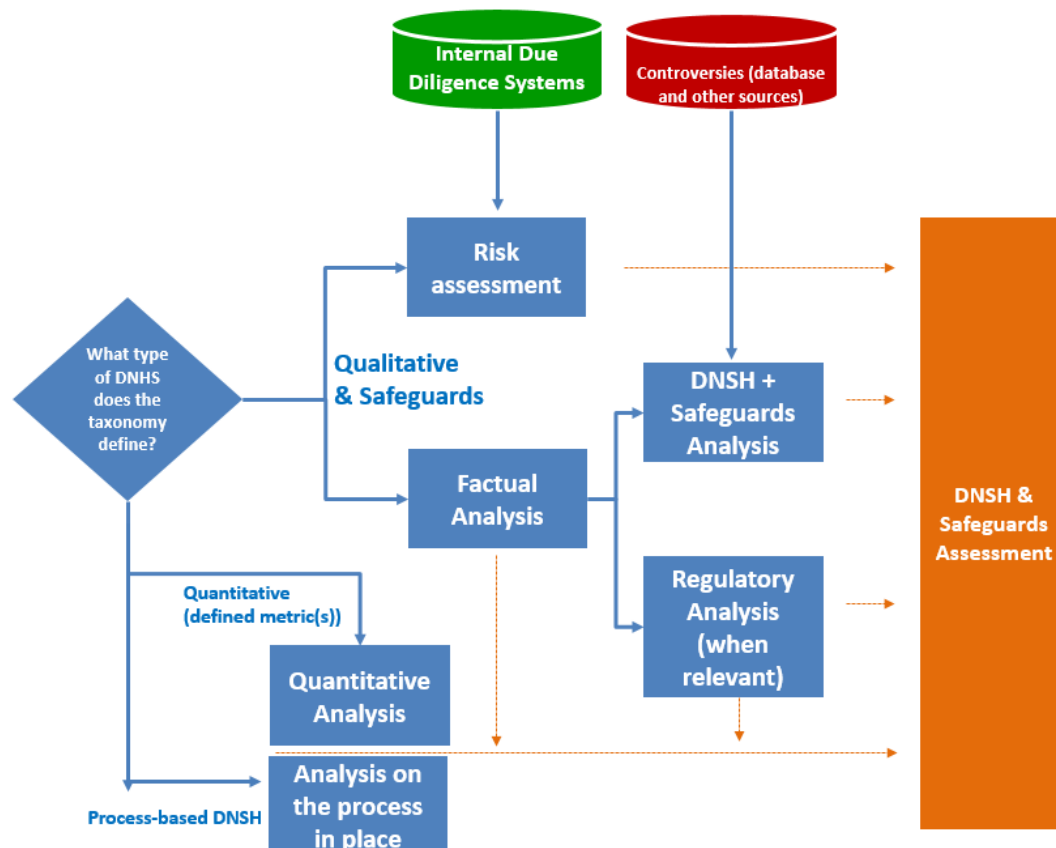 Internal Due
Diligence Systems
Controversies (database
and other sources)
Risk
assessment
What type
of DNHS
does the
taxonomy
define?
Qualitative
& Safeguards
DNSH +
Safeguards
Analysis
Factual
Analysis
DNSH &
Safeguards
Assessment
Quantitative
(defined metric(s))
Regulatory
Analysis
(when
relevant)
Quantitative
Analysis
Process-based DNSH
Analysis on
the process
in place